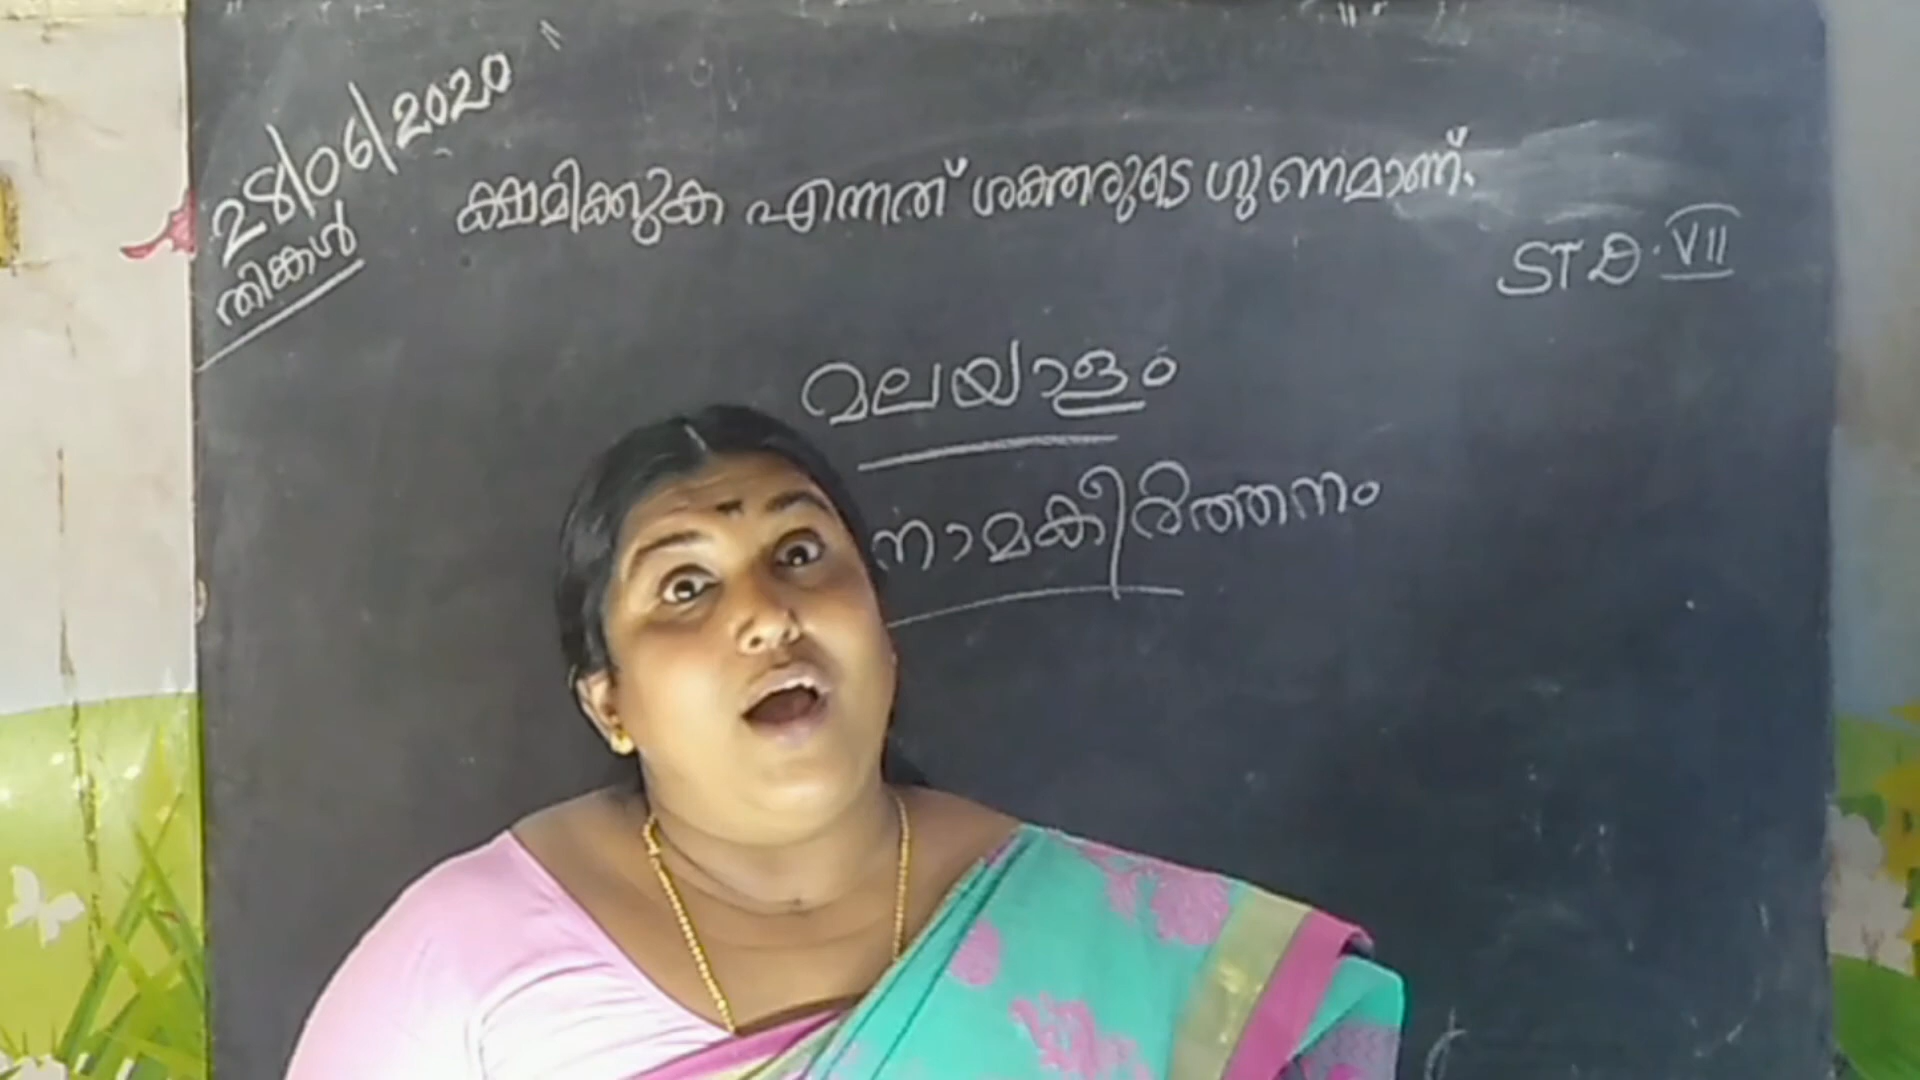 28/06/2020
തിങ്കൾ
ക്ഷമിക്കുക എന്നത് ശക്തരുടെ ഗുണമാണ്.
STD. VII
മലയാളം
നാമകീർത്തനം